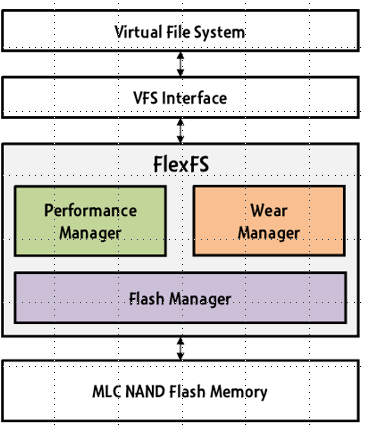 Virtual File System
VFS Interface
FlexFS
Performance
Manager
Wear
Manager
Flash Manager
MLC NAND Flash Memory